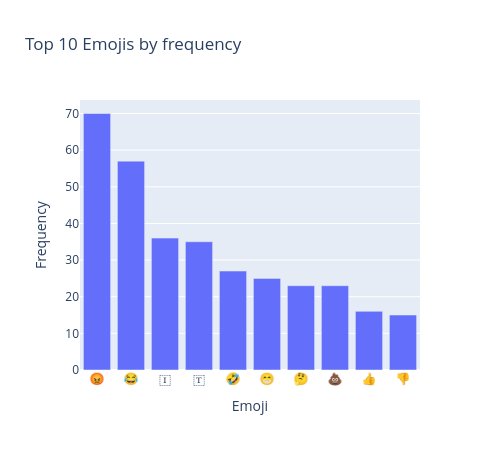 Top 10 Emojis by frequency
70
60
50
40
30
20
10
0
Frequency
😡 😂 🇮 🇹 🤣 😁 🤔 💩 👍 👎
Emoji